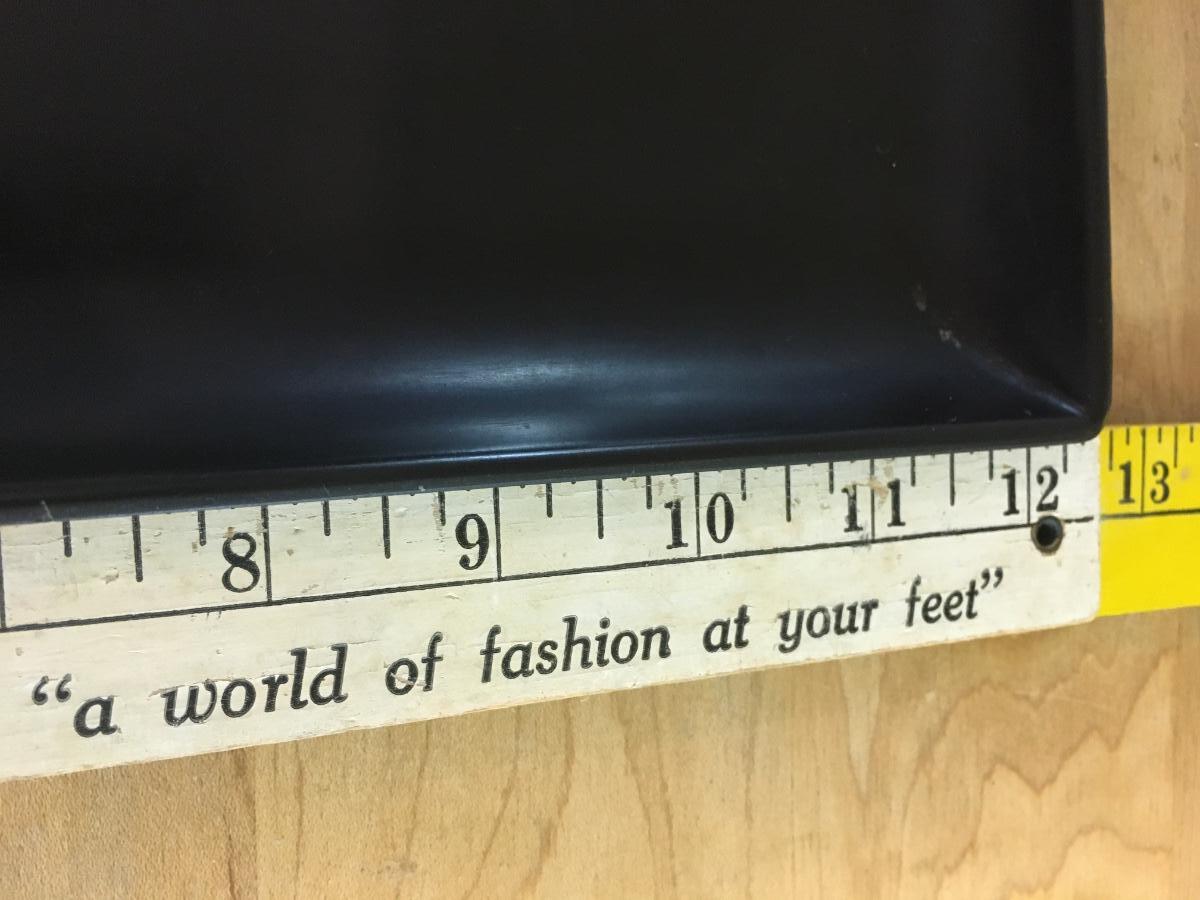 8 9 10 11 12 13
“a world of fashion at your feet”